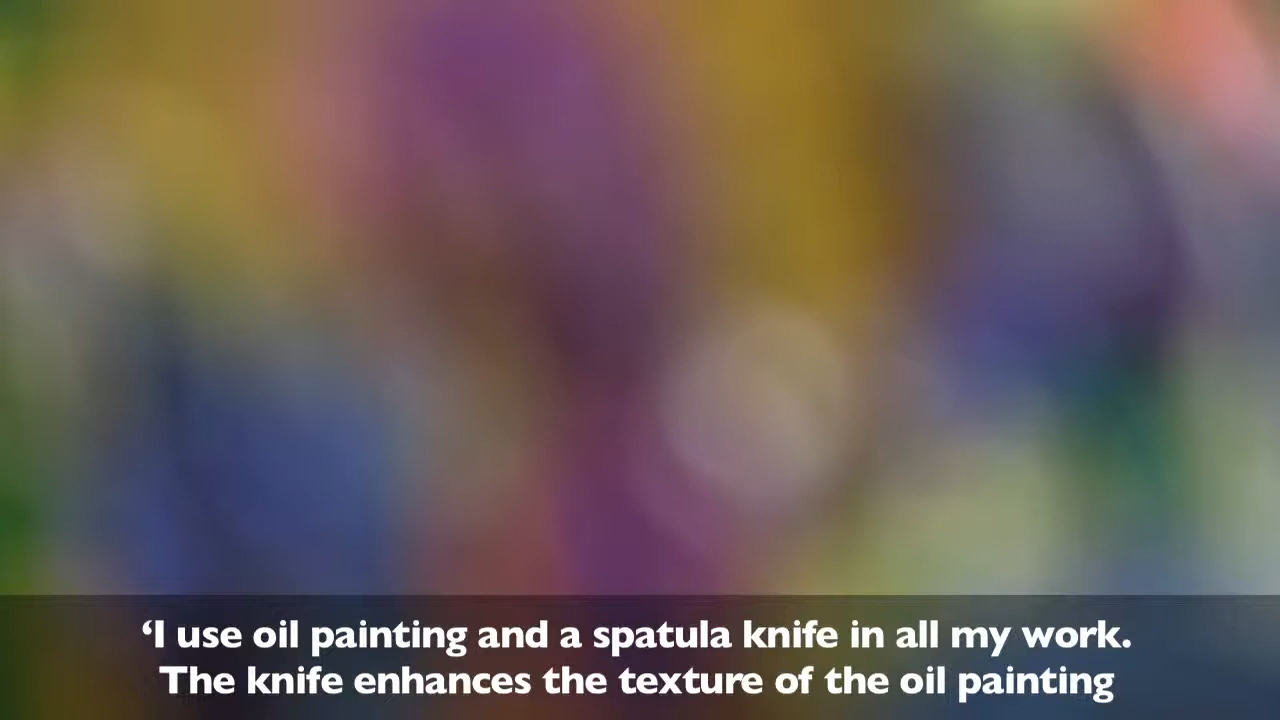 ‘I use oil painting and a spatula knife in all my work.
The knife enhances the texture of the oil painting